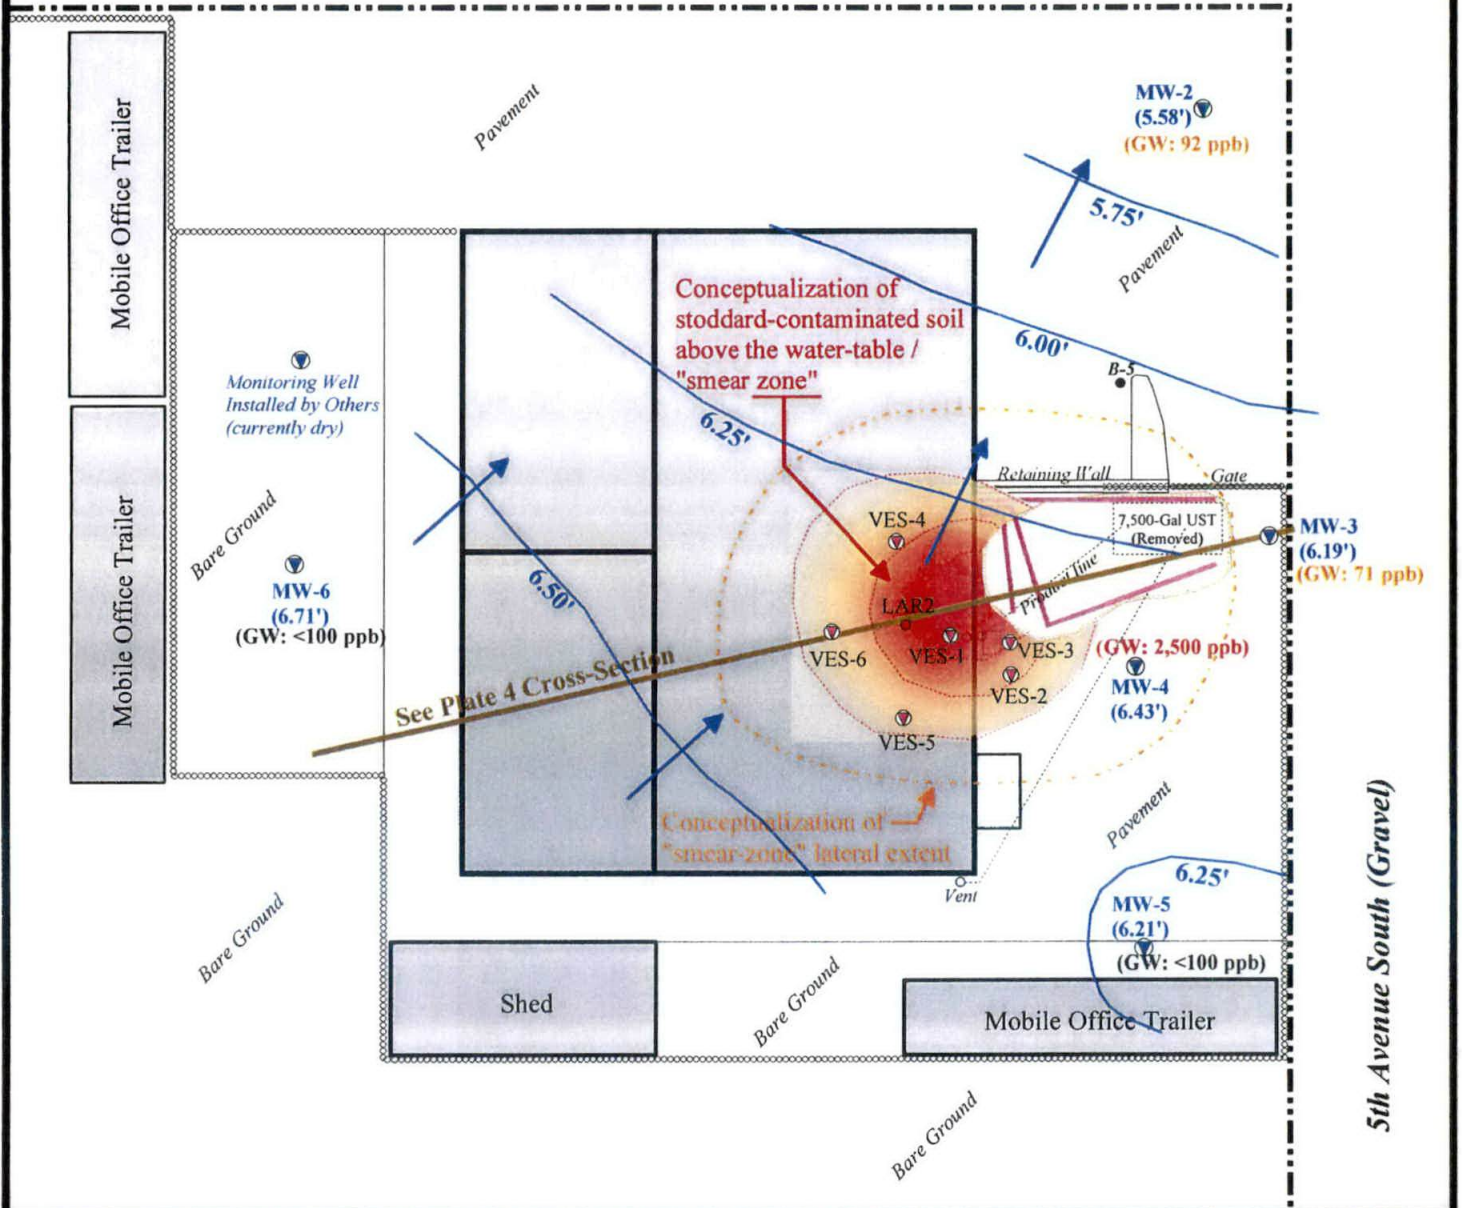 Mobile Office Trailer
Pavement
MW-2
(5.58')
(GW: 92 ppb)
5.75'
Pavement
Conceptualization of
stoddard-contaminated soil
above the water-table /
"smear zone"
6.00'
B-5
Monitoring Well
Installed by Others
(currently dry)
6.25'
Retaining Wall
Gate
7,500-Gal UST
(Removed)
VES-4
MW-3
(6.19')
(GW: 71 ppb)
Bare Ground
Mobile Office Trailer
MW-6
(6.71')
(GW: <100 ppb)
6.50'
Product line
LAR2
VES-6
VES-1
VES-3
(GW: 2,500 ppb)
VES-2
MW-4
(6.43')
See Plate 4 Cross-Section
VES-5
Conceptualization of
"smear-zone" lateral extent
Pavement
Vent
6.25'
MW-5
(6.21')
(GW: <100 ppb)
Bare Ground
Shed
Bare Ground
Mobile Office Trailer
Bare Ground
5th Avenue South (Gravel)